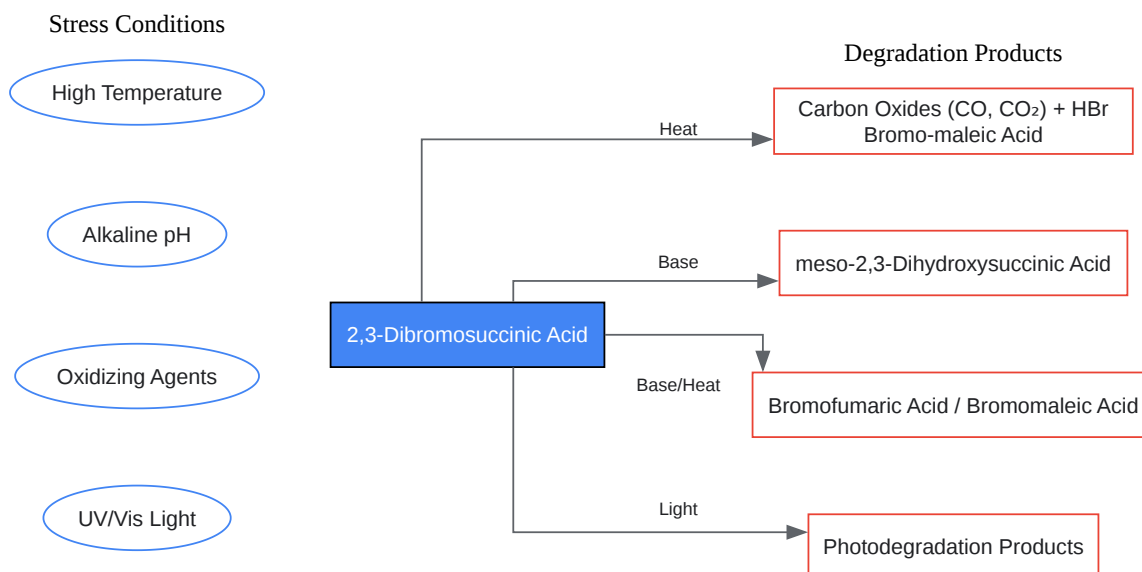 Stress Conditions
High Temperature
Alkaline pH
Oxidizing Agents
UV/Vis Light
2,3-Dibromosuccinic Acid
Heat
Base
Base/Heat
Light
Degradation Products
Carbon Oxides (CO, CO₂) + HBr
Bromo-maleic Acid
meso-2,3-Dihydroxysuccinic Acid
Bromofumaric Acid / Bromomaleic Acid
Photodegradation Products